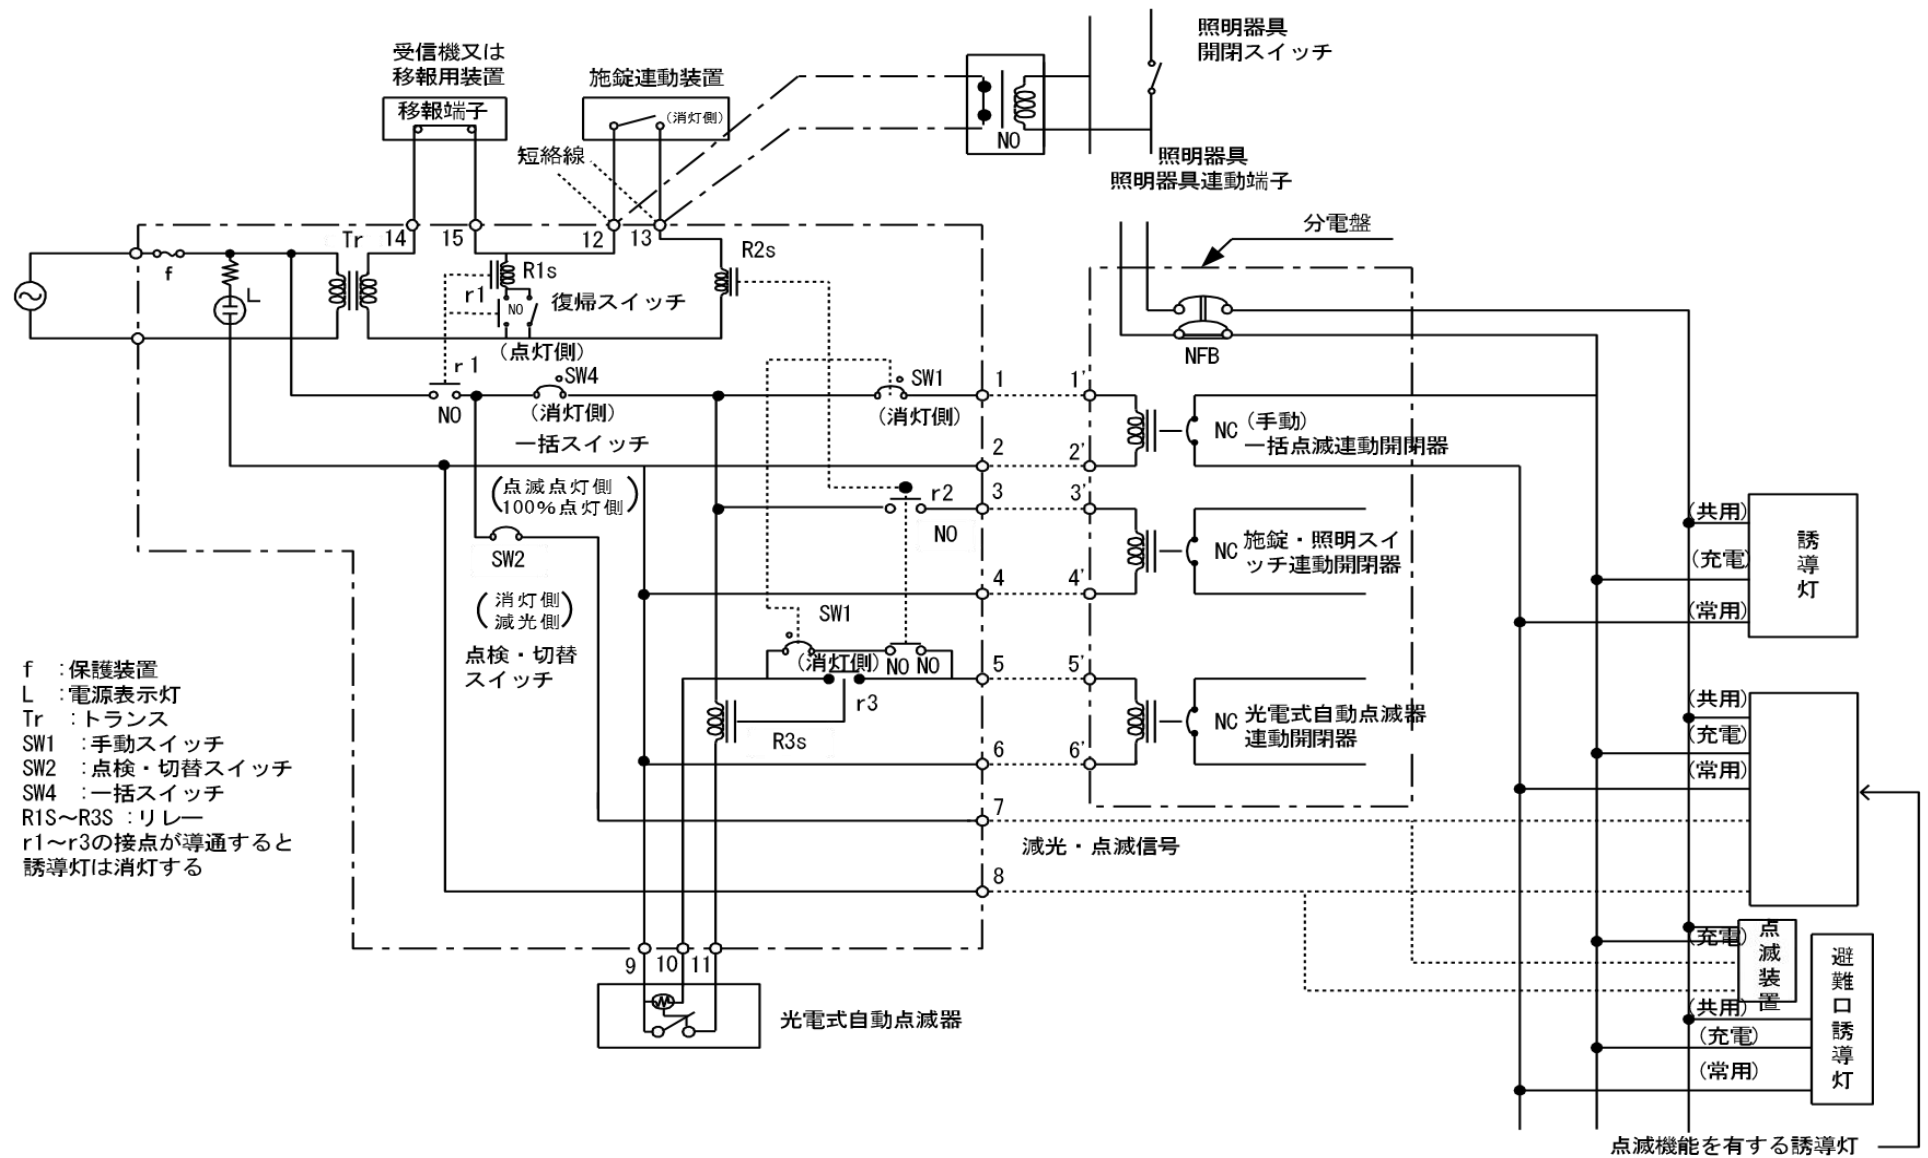 受信機又は
移報用装置
移報端子
施錠連動装置
(消灯側)
短絡線
NO
照明器具
開閉スイッチ
照明器具
照明器具連動端子
分電盤
Tr
14
15
12
13
R2s
f
L
R1s
r1
NO
復帰スイッチ
(点灯側)
r1
NO
SW4
(消灯側)
一括スイッチ
SW1
(消灯側)
1
1'
2
2'
NFB
NC
(手動)
一括点滅連動開閉器
(点滅点灯側
100%点灯側)
SW2
(消灯側
減光側)
点検・切替
スイッチ
r2
NO
3
3'
4
4'
NC
施錠・照明スイ
ッチ連動開閉器
SW1
(消灯側)
NO
NO
r3
R3s
5
5'
6
6'
NC
光電式自動点滅器
連動開閉器
7
減光・点滅信号
8
9
10
11
光電式自動点滅器
f :保護装置
L :電源表示灯
Tr :トランス
SW1 :手動スイッチ
SW2 :点検・切替スイッチ
SW4 :一括スイッチ
R1S〜R3S :リレー
r1〜r3の接点が導通すると
誘導灯は消灯する
(共用)
(充電)
(常用)
誘導灯
(共用)
(充電)
(常用)
(充電)
点滅装置
(共用)
(充電)
(常用)
避難口誘導灯
点滅機能を有する誘導灯